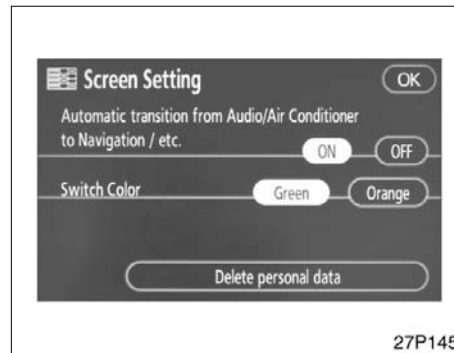 Screen Setting
OK
Automatic transition from Audio/Air Conditioner
to Navigation / etc.
ON
OFF
Switch Color
Green
Orange
Delete personal data
27P145